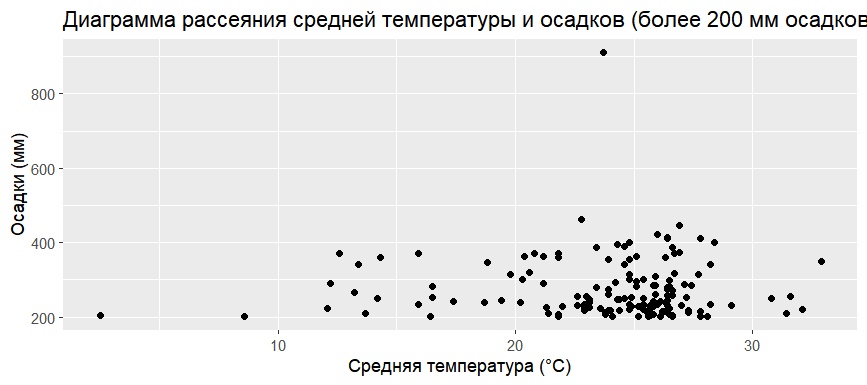 Диаграмма рассеяния средней температуры и осадков (более 200 мм осадков
800
600
400
200
Осадки (мм)
10
20
30
Средняя температура (°C)